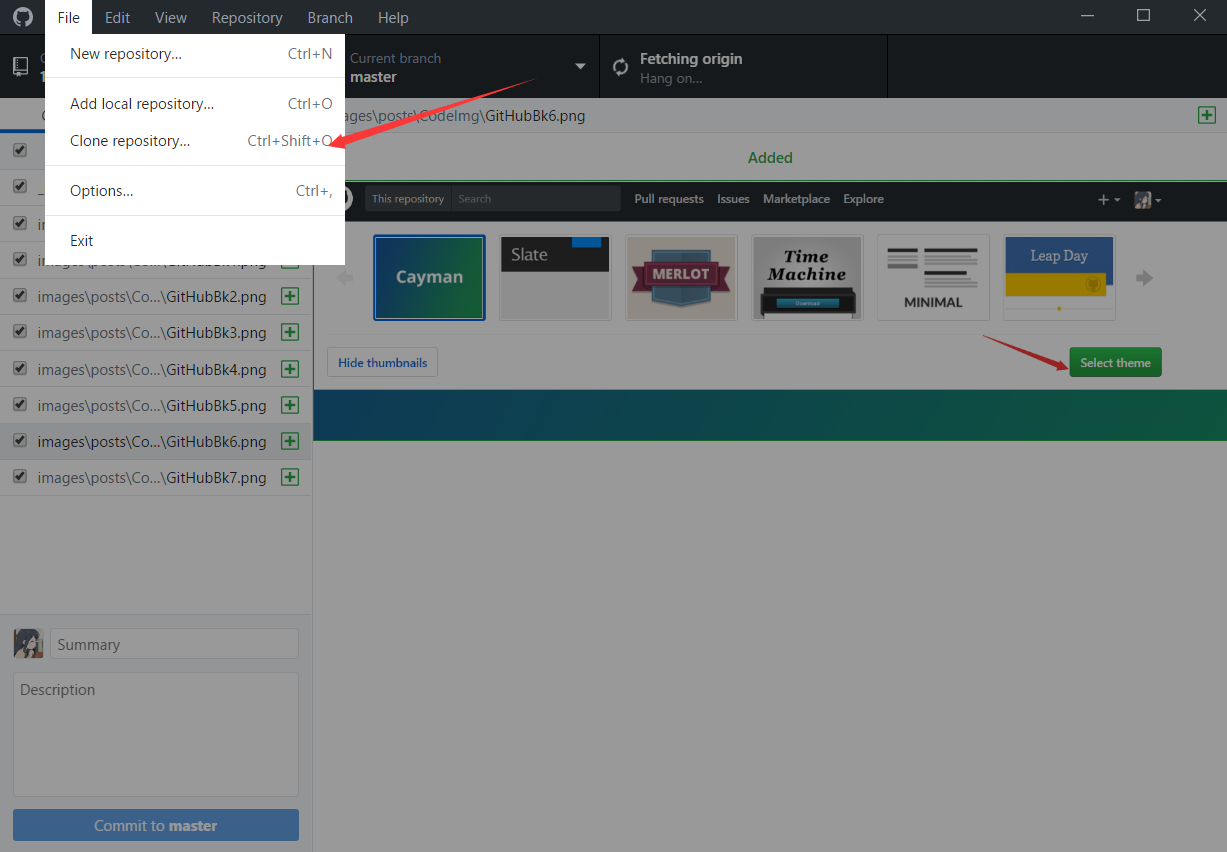 File Edit View Repository Branch Help
New repository... Ctrl+N
Add local repository... Ctrl+O
Clone repository... Ctrl+Shift+O
Options... Ctrl+,
Exit
Current branch
master
Fetching origin
Hang on...
\posts\CodeImg\GitHubBk6.png
Added
This repository Search Pull requests Issues Marketplace Explore
Cayman
Slate
MERLOT
Time Machine
Download
MINIMAL
Leap Day
Hide thumbnails
Select theme
images\posts\Co...\GitHubBk2.png
images\posts\Co...\GitHubBk3.png
images\posts\Co...\GitHubBk4.png
images\posts\Co...\GitHubBk5.png
images\posts\Co...\GitHubBk6.png
images\posts\Co...\GitHubBk7.png
Summary
Description
Commit to master